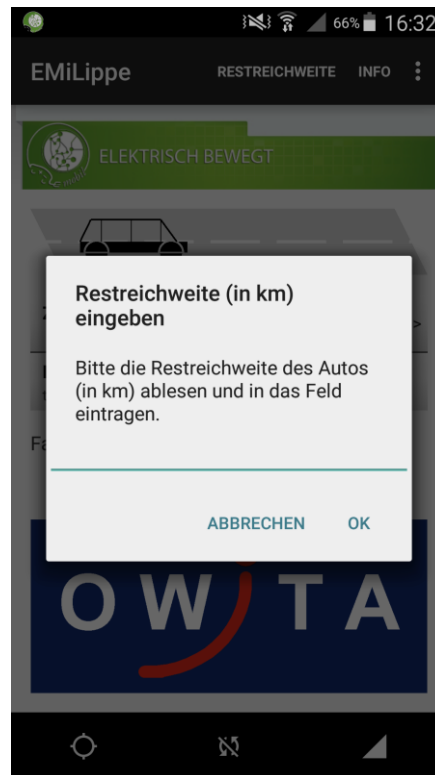 66% 16:32
EMiLippe RESTREICHWEITE INFO
ELEKTRISCH BEWEGT
Restreichweite (in km)
eingeben
Bitte die Restreichweite des Autos
(in km) ablesen und in das Feld
eintragen.
ABBRECHEN OK
OWITA